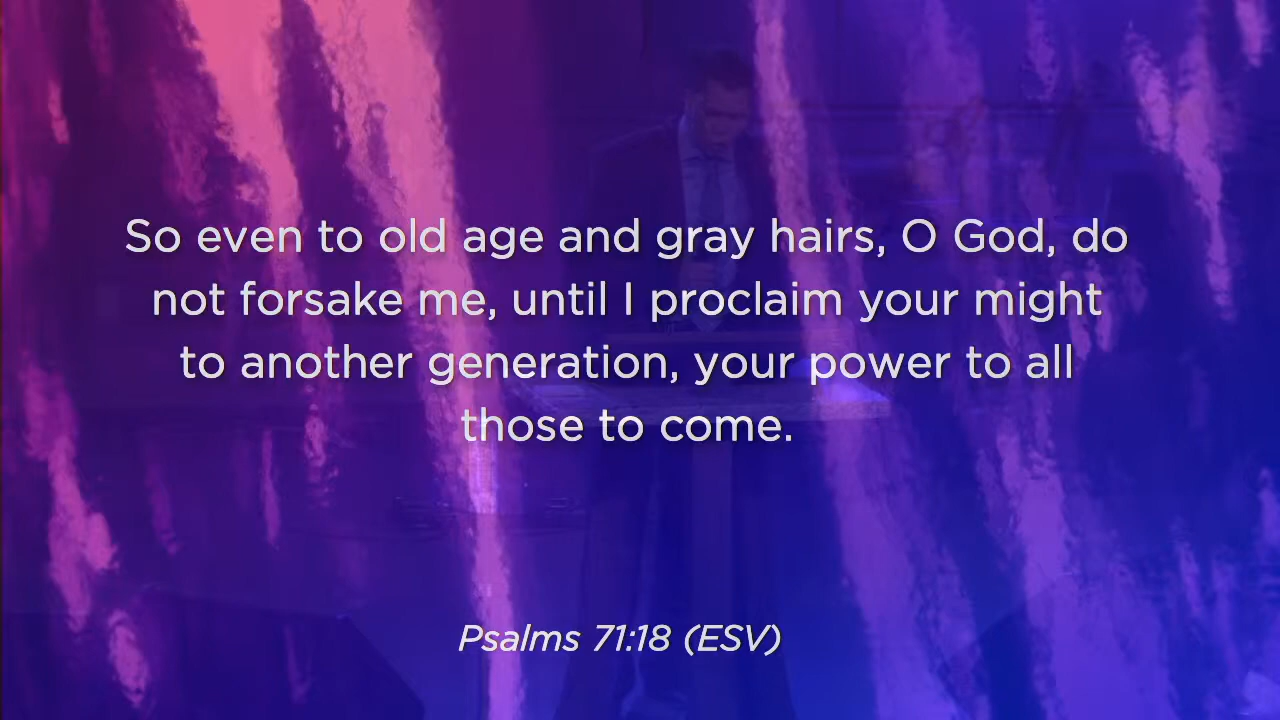 So even to old age and gray hairs, O God, do
not forsake me, until I proclaim your might
to another generation, your power to all
those to come.
Psalms 71:18 (ESV)